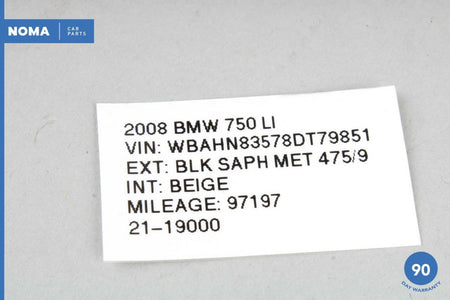 NOMA CAR PARTS
2008 BMW 750 LI
VIN: WBAHN83578DT79851
EXT: BLK SAPH MET 475/9
INT: BEIGE
MILEAGE: 97197
21-19000
90
DAY WARRANTY